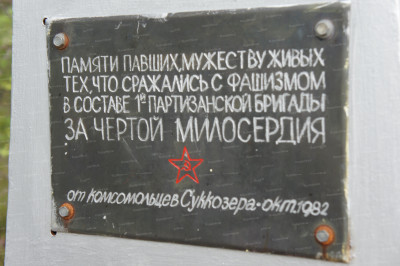 ПАМЯТИ ПАВШИХ, МУЖЕСТВУ ЖИВЫХ
ТЕХ, ЧТО СРАЖАЛИСЬ С ФАШИЗМОМ
В СОСТАВЕ 1ой ПАРТИЗАНСКОЙ БРИГАДЫ
ЗА ЧЕРТОЙ МИЛОСЕРДИЯ
от комсомольцев Суккозера-окт.1982